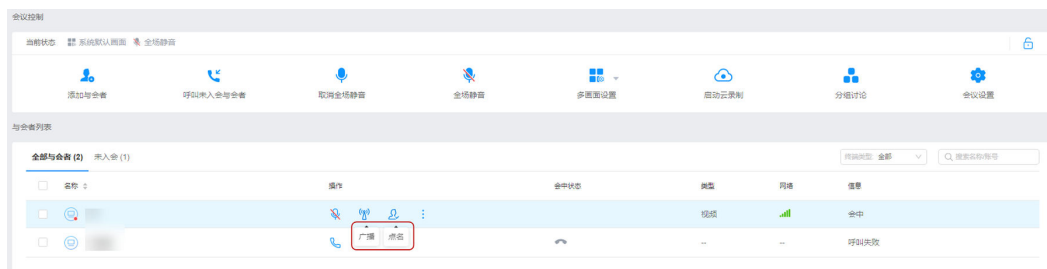 会议控制
当前状态 系统默认画面 全场静音
添加与会者 呼叫未入会与会者 取消全场静音 全场静音 多画面设置 启动云录制 分组讨论 会议设置
与会者列表
全部与会者 (2) 未入会 (1) 终端类型: 全部 搜索名称/账号
名称 操作 会中状态 类型 网络 信息
视频 会中
广播 点名
-- -- 呼叫失败